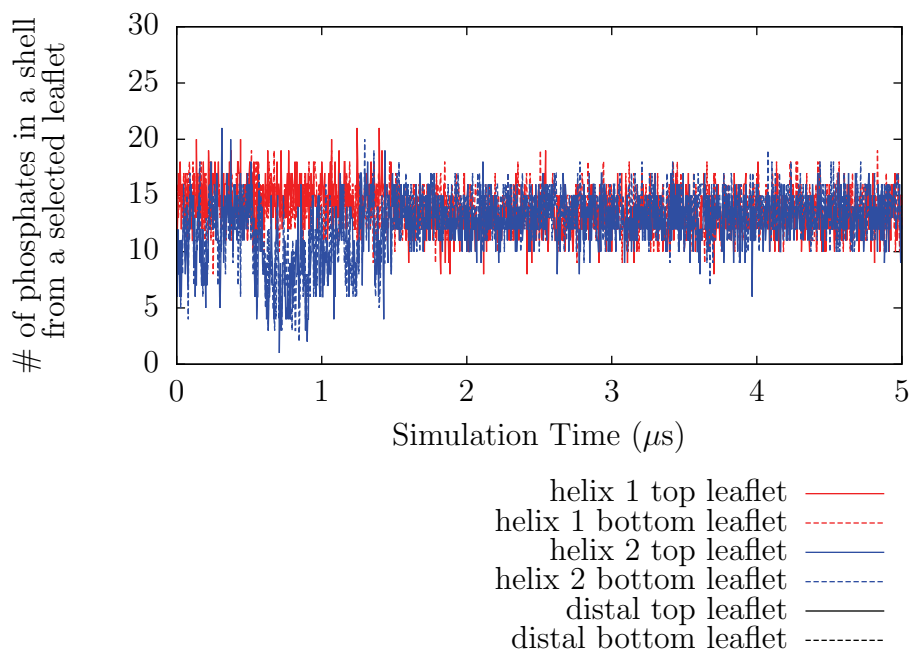 # of phosphates in a shell
from a selected leaflet
30
25
20
15
10
5
0
0 1 2 3 4 5
Simulation Time (μs)
helix 1 top leaflet
helix 1 bottom leaflet
helix 2 top leaflet
helix 2 bottom leaflet
distal top leaflet
distal bottom leaflet